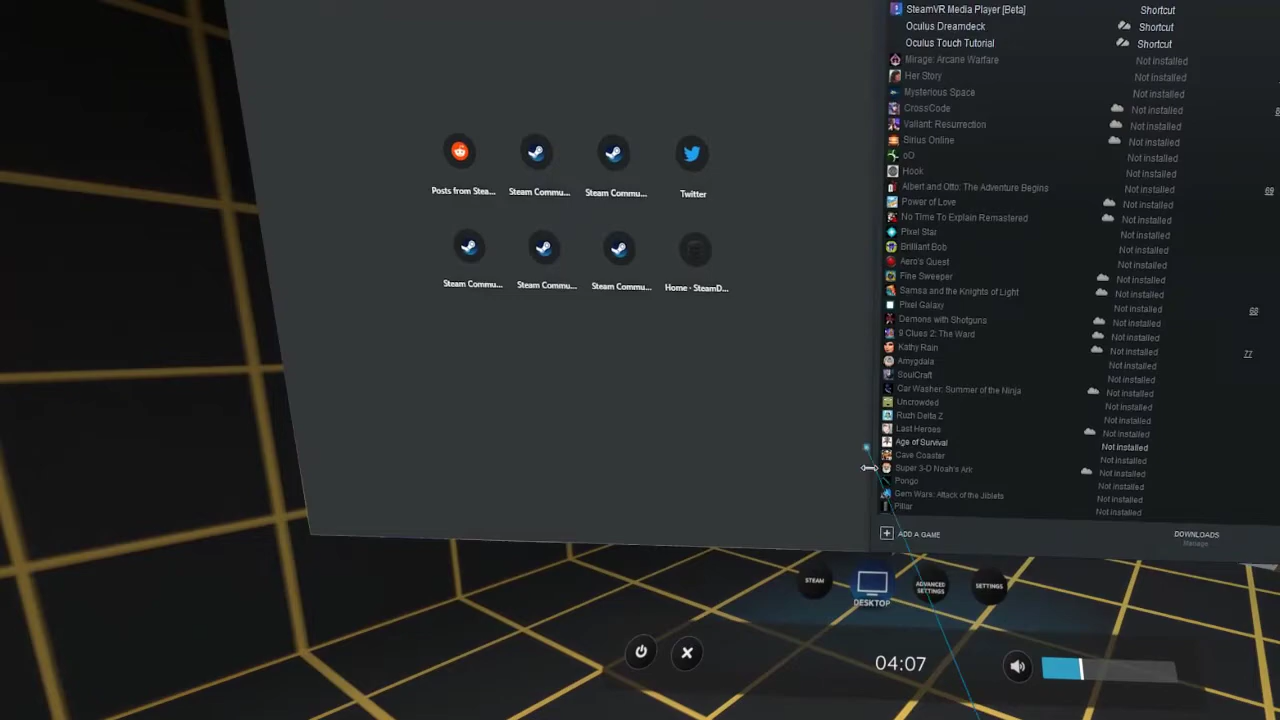 SteamVR Media Player [Beta] Shortcut
Oculus Dreamdeck Shortcut
Oculus Touch Tutorial Shortcut
Mirage: Arcane Warfare Not installed
Her Story Not installed
Mysterious Space Not installed
CrossCode Not installed
Valiant: Resurrection Not installed
Sirius Online Not installed
oO Not installed
Hook Not installed
Albert and Otto: The Adventure Begins Not installed 69
Power of Love Not installed
No Time To Explain Remastered Not installed
Pixel Star Not installed
Brilliant Bob Not installed
Aero's Quest Not installed
Fine Sweeper Not installed
Samsa and the Knights of Light Not installed
Pixel Galaxy Not installed 68
Demons with Shotguns Not installed
9 Clues 2: The Ward Not installed
Kathy Rain Not installed 77
Amygdala Not installed
SoulCraft Not installed
Car Washer: Summer of the Ninja Not installed
Uncrowded Not installed
Ruzh Delta Z Not installed
Last Heroes Not installed
Age of Survival Not installed
Cave Coaster Not installed
Super 3-D Noah's Ark Not installed
Pongo Not installed
Gem Wars: Attack of the Jiblets Not installed
Pillar Not installed
Posts from Stea... Steam Commu... Steam Commu... Twitter
Steam Commu... Steam Commu... Steam Commu... Home - SteamD...
ADD A GAME DOWNLOADS
Manage
STEAM DESKTOP ADVANCED SETTINGS SETTINGS
04:07